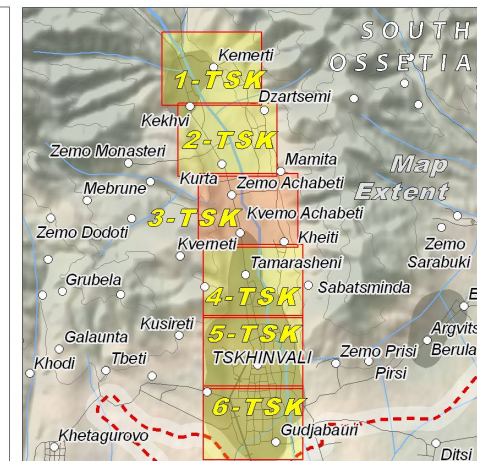 SOUTH
OSSETIA
Kemerti
1-TSK
Dzartsemi
Kekhvi
2-TSK
Zemo Monasteri
Mamita
Map
Extent
Kurta
Zemo Achabeti
Mebrune
3-TSK
Kvemo Achabeti
Zemo Dodoti
Kheiti
Kverneti
Zemo
Sarabuki
Tamarasheni
Grubela
4-TSK
Sabatsminda
E
Kusireti
5-TSK
Argvits
Galaunta
TSKHINVALI
Zemo Prisi
Berula
Khodi
Tbeti
Pirsi
6-TSK
Khetagurovo
Gudjabauri
Ditsi